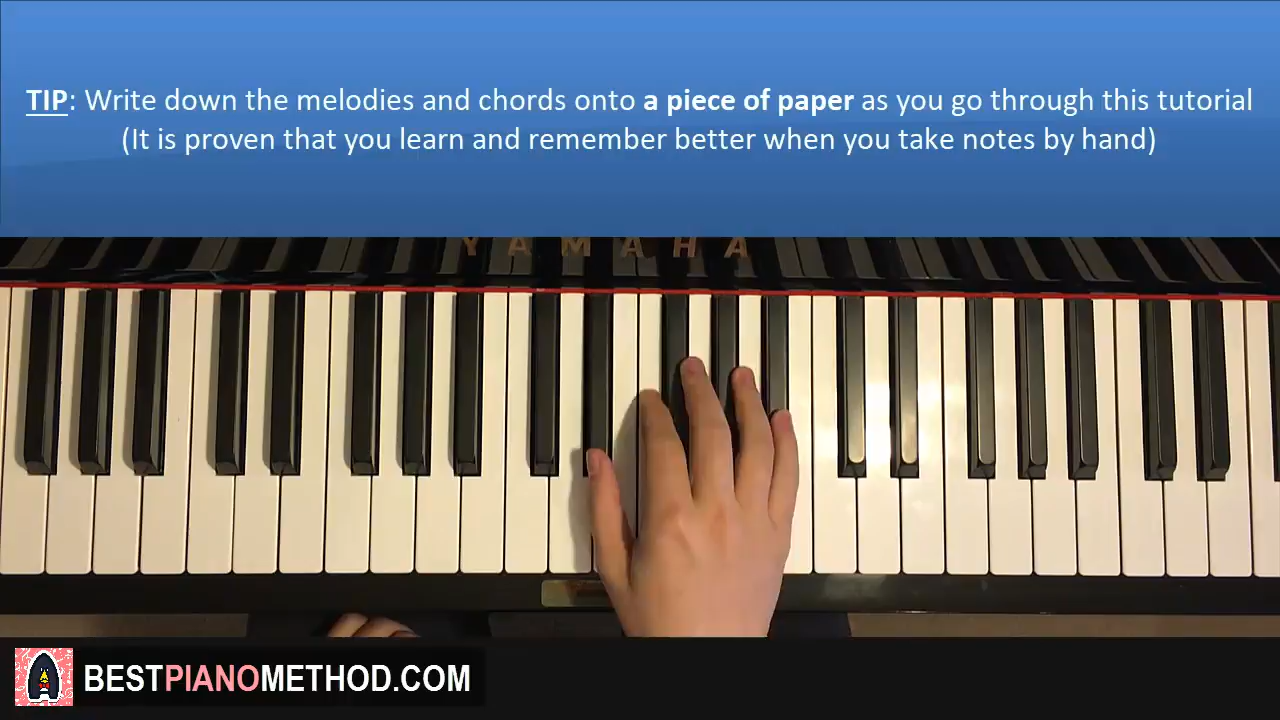 TIP: Write down the melodies and chords onto a piece of paper as you go through this tutorial
(It is proven that you learn and remember better when you take notes by hand)
YAMAHA
BESTPIANOMETHOD.COM